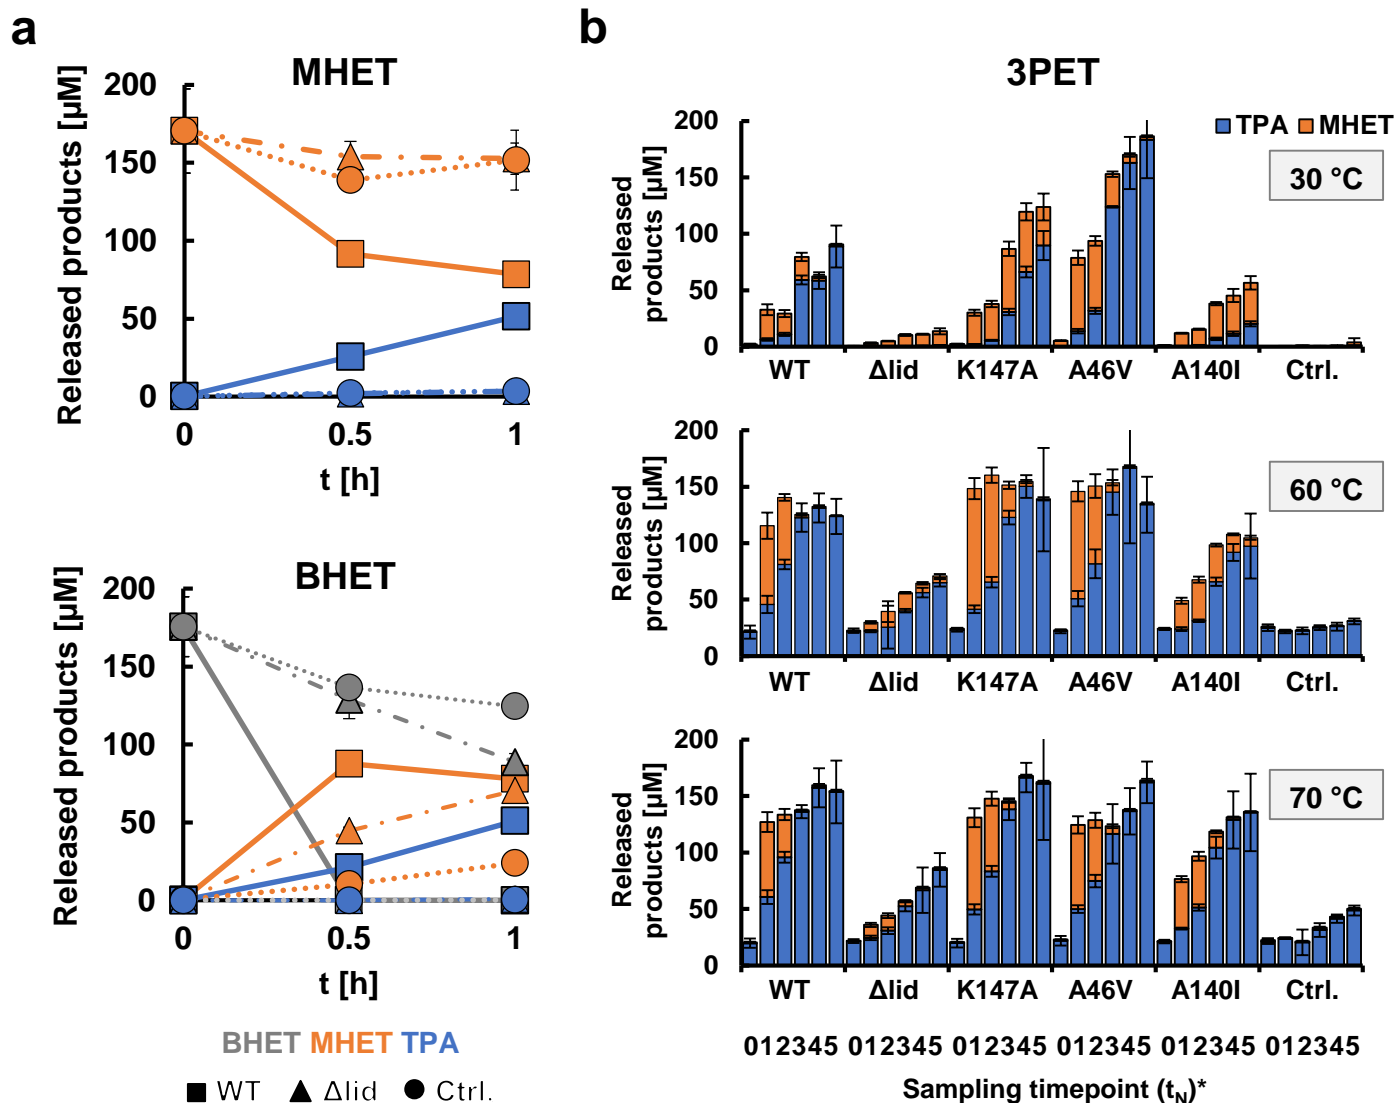 a
MHET
Released products [µM]
200
150
100
50
0
0 0.5 1
t [h]
BHET
Released products [µM]
200
150
100
50
0
0 0.5 1
t [h]
BHET MHET TPA
WT Δlid Ctrl.
b
3PET
TPA MHET
30 °C
Released
products [µM]
200
150
100
50
0
WT Δlid K147A A46V A140I Ctrl.
60 °C
Released
products [µM]
200
150
100
50
0
WT Δlid K147A A46V A140I Ctrl.
70 °C
Released
products [µM]
200
150
100
50
0
WT Δlid K147A A46V A140I Ctrl.
012345 012345 012345 012345 012345 012345
Sampling timepoint (tN)*